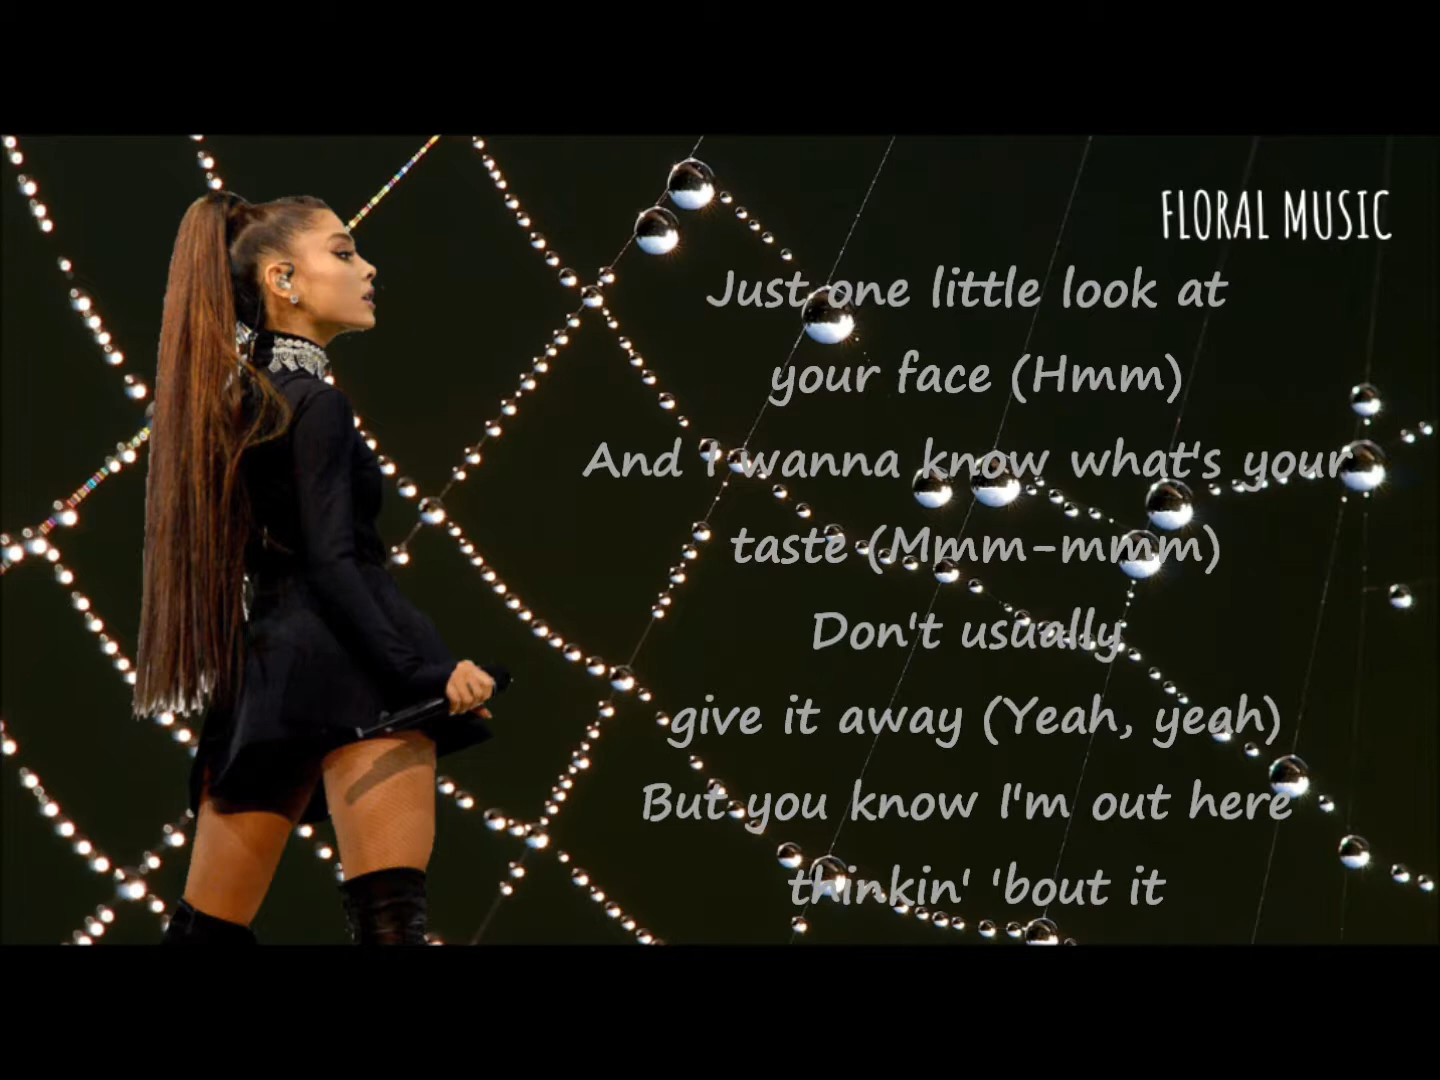 FLORAL MUSIC
Just one little look at
your face (Hmm)
And I wanna know what's your
taste (Mmm-mmm)
Don't usually
give it away (Yeah, yeah)
But you know I'm out here
thinkin' 'bout it